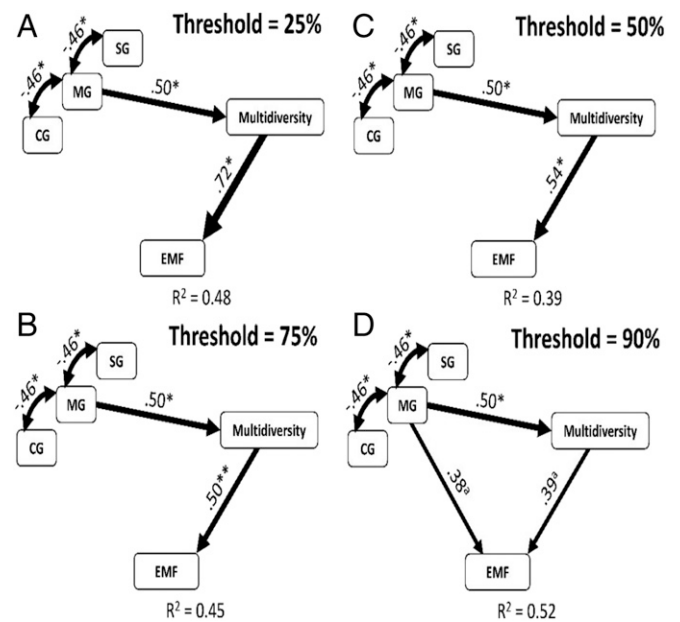 A
Threshold = 25%
-.46*
SG
-.46*
MG
.50*
CG
Multidiversity
.72*
EMF
R² = 0.48
C
Threshold = 50%
-.46*
SG
-.46*
MG
.50*
CG
Multidiversity
.54*
EMF
R² = 0.39
B
Threshold = 75%
-.46*
SG
-.46*
MG
.50*
CG
Multidiversity
.50**
EMF
R² = 0.45
D
Threshold = 90%
-.46*
SG
-.46*
MG
.50*
CG
Multidiversity
.38ª
.39ª
EMF
R² = 0.52